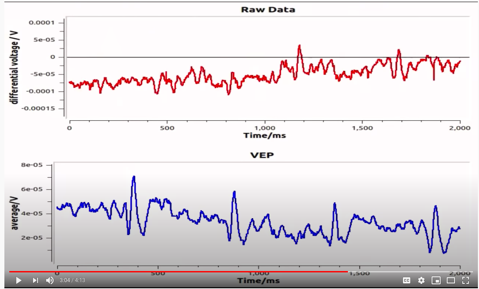 Raw Data
differential voltage / V
0.0001
5e-05
0
-5e-05
-0.0001
-0.00015
0 500 1,000 1,500 2,000
Time/ms
VEP
average/V
8e-05
6e-05
4e-05
2e-05
0 500 1,000 1,500 2,000
Time/ms